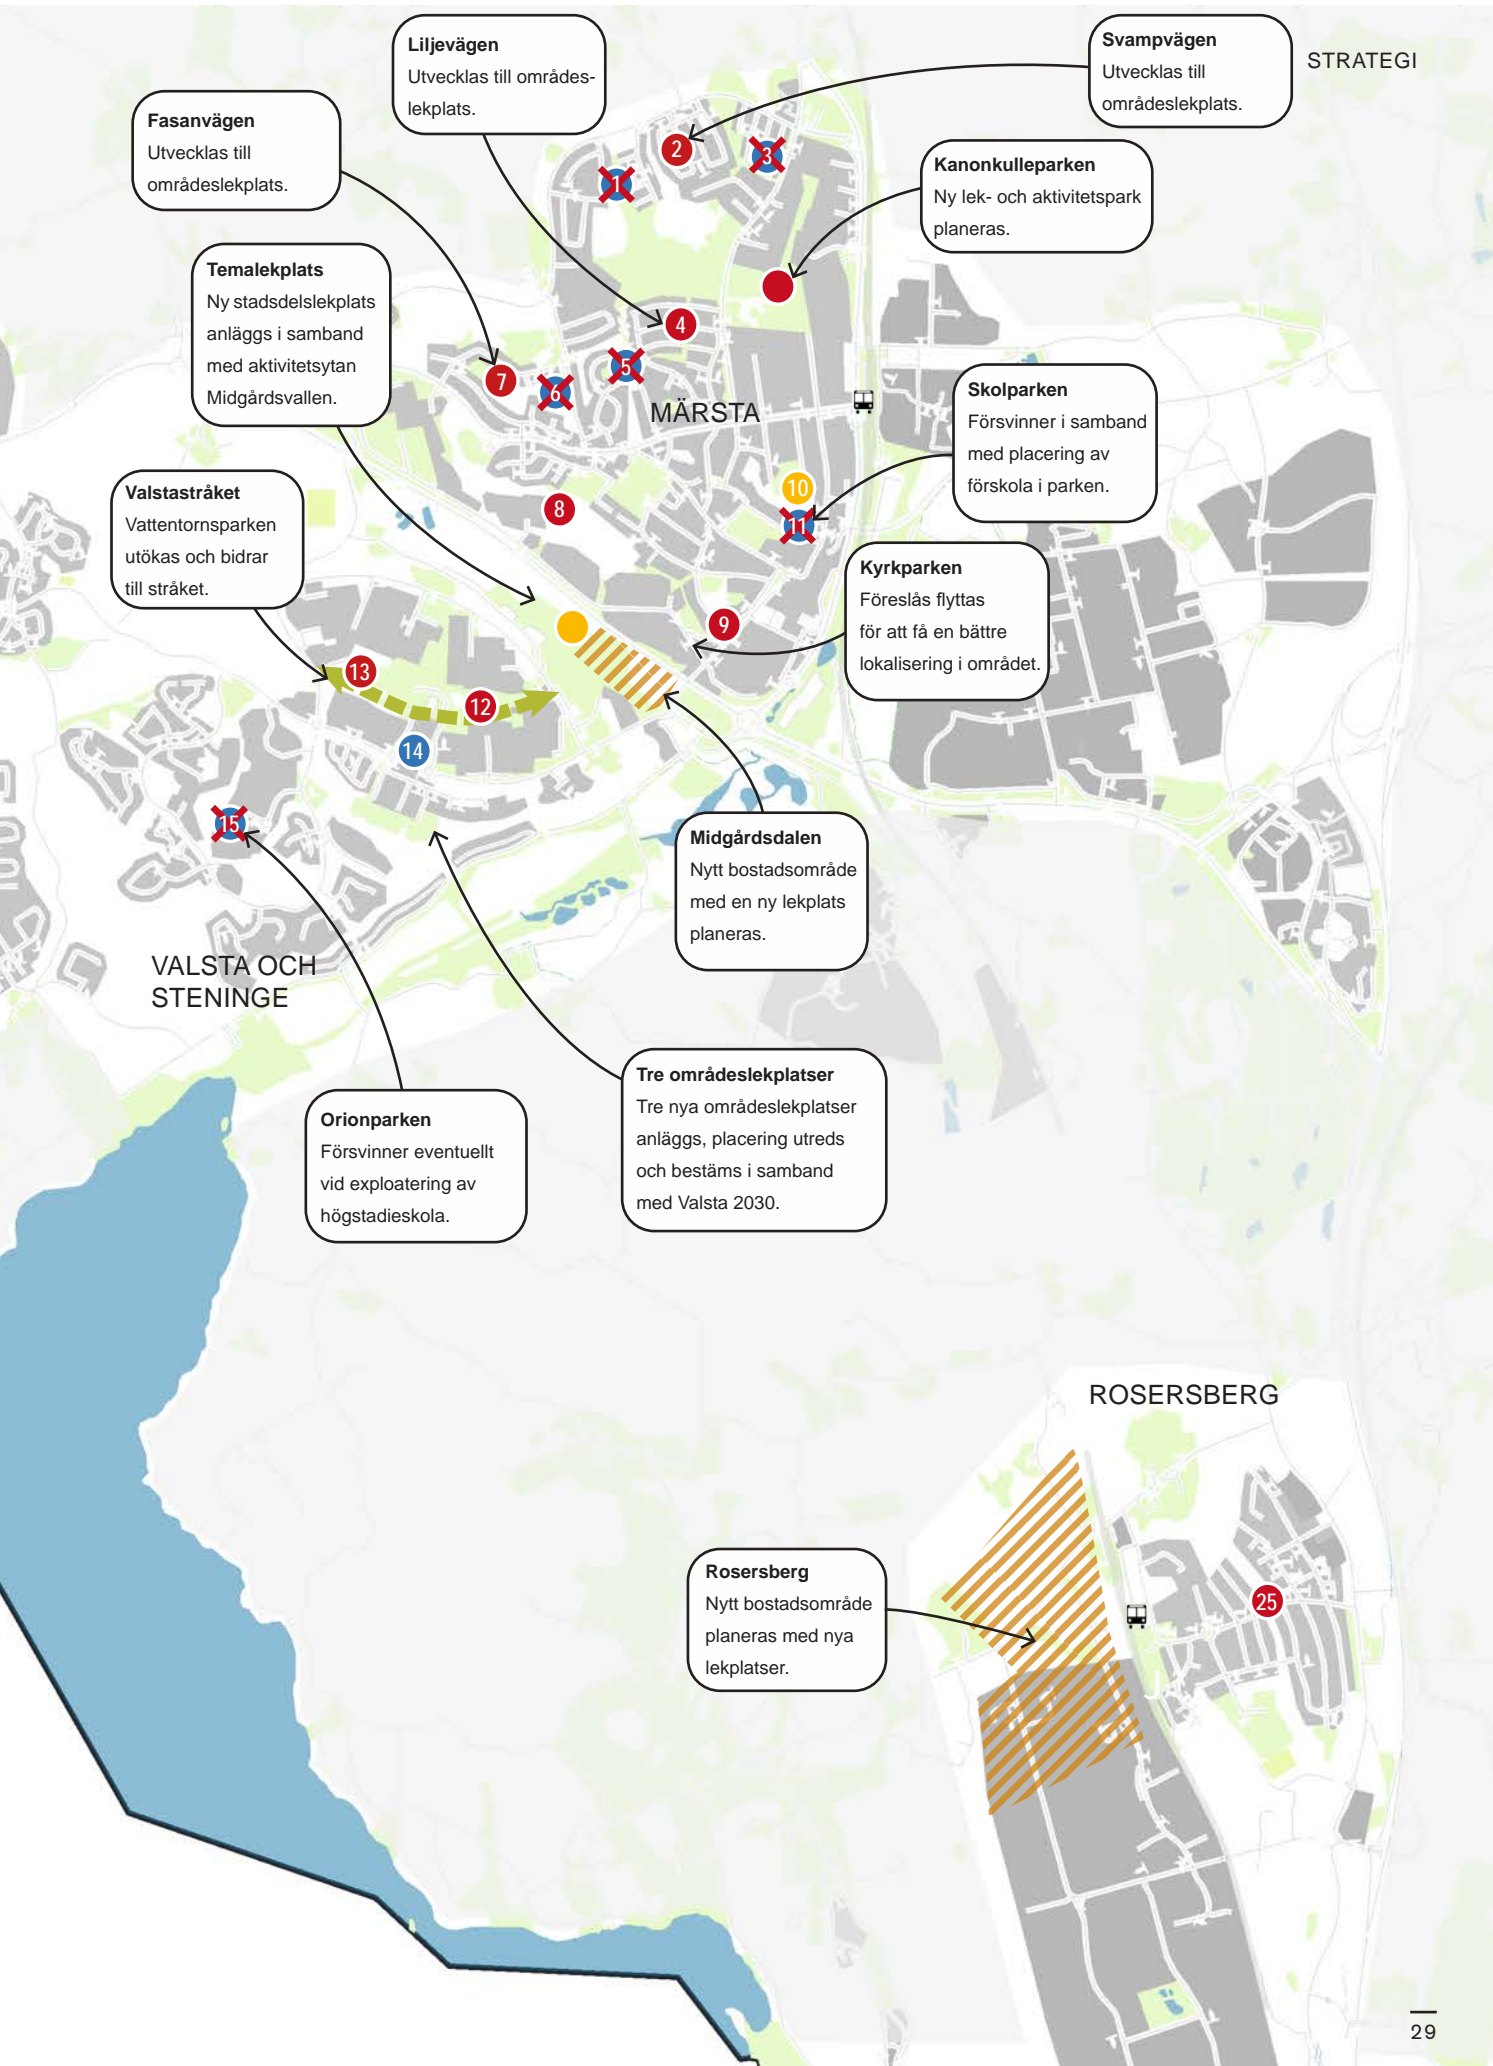 STRATEGI
Liljevägen
Utvecklas till områdes-
lekplats.
Svampvägen
Utvecklas till
områdeslekplats.
Fasanvägen
Utvecklas till
områdeslekplats.
Kanonkulleparken
Ny lek- och aktivitetspark
planeras.
Temalekplats
Ny stadsdelslekplats
anläggs i samband
med aktivitetsytan
Midgårdsvallen.
2
3
1
4
5
7
6
MÄRSTA
Skolparken
Försvinner i samband
med placering av
förskola i parken.
Valstastråket
Vattentornsparken
utökas och bidrar
till stråket.
10
8
11
Kyrkparken
Föreslås flyttas
för att få en bättre
lokalisering i området.
9
13
12
14
15
Midgårdsdalen
Nytt bostadsområde
med en ny lekplats
planeras.
VALSTA OCH
STENINGE
Tre områdeslekplatser
Tre nya områdeslekplatser
anläggs, placering utreds
och bestäms i samband
med Valsta 2030.
Orionparken
Försvinner eventuellt
vid exploatering av
högstadieskola.
ROSERSBERG
Rosersberg
Nytt bostadsområde
planeras med nya
lekplatser.
25
29